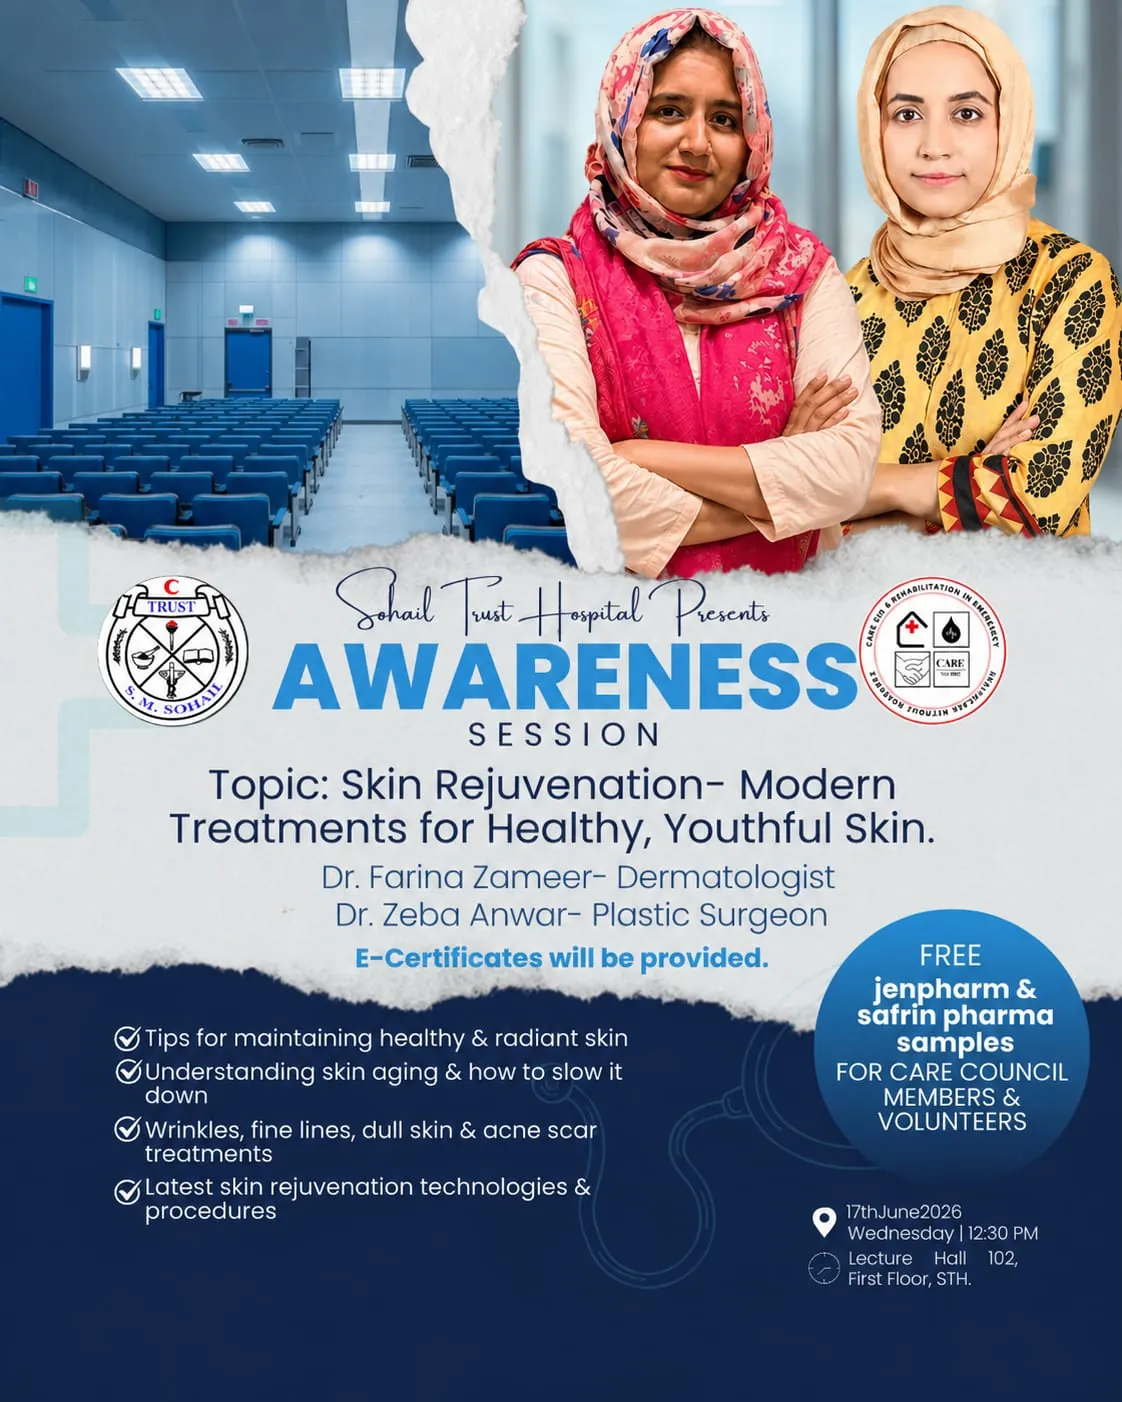 Sohail Trust Hospital Presents
TRUST
S. M. SOHAIL
CARE
AWARENESS
SESSION
Topic: Skin Rejuvenation- Modern
Treatments for Healthy, Youthful Skin.
Dr. Farina Zameer- Dermatologist
Dr. Zeba Anwar- Plastic Surgeon
E-Certificates will be provided.
Tips for maintaining healthy & radiant skin
Understanding skin aging & how to slow it
down
Wrinkles, fine lines, dull skin & acne scar
treatments
Latest skin rejuvenation technologies &
procedures
FREE
jenpharm &
safrin pharma
samples
FOR CARE COUNCIL
MEMBERS &
VOLUNTEERS
17thJune2026
Wednesday | 12:30 PM
Lecture Hall 102,
First Floor, STH.